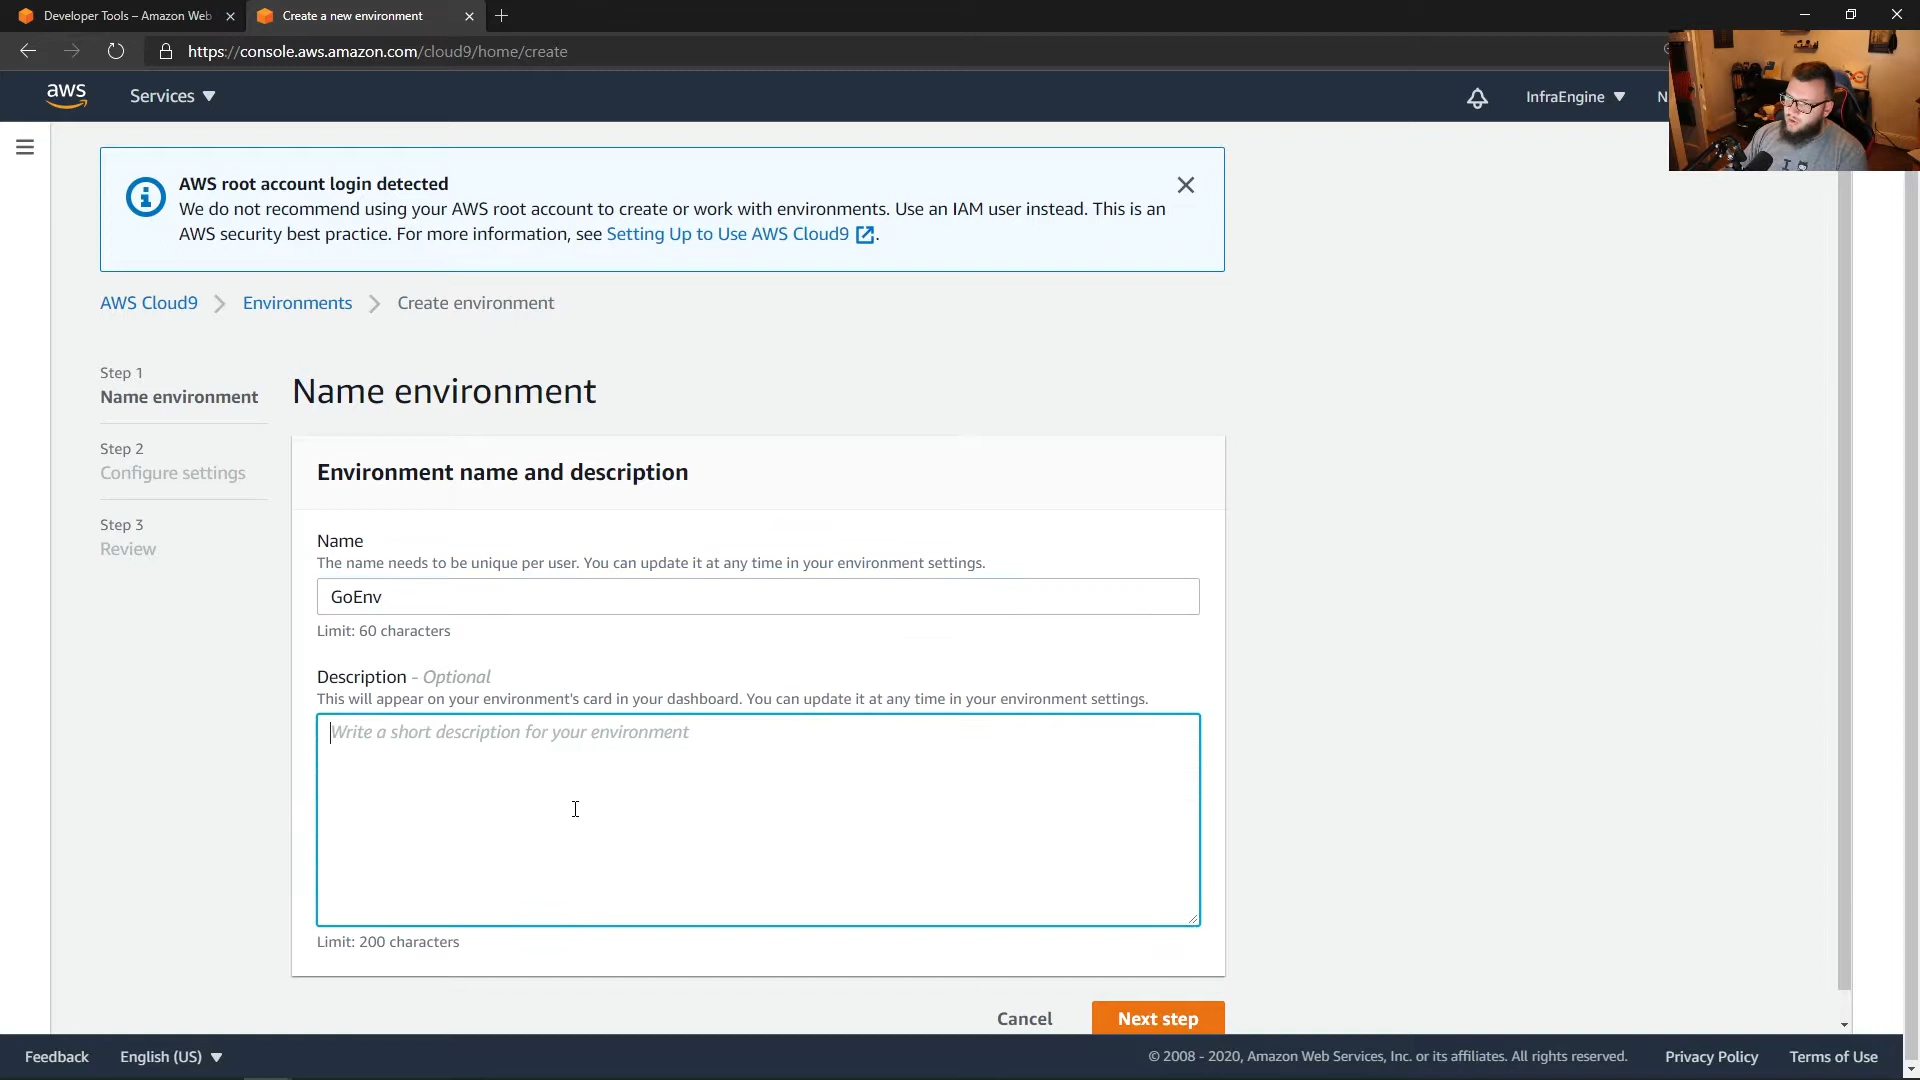 Developer Tools – Amazon Web
Create a new environment
https://console.aws.amazon.com/cloud9/home/create
aws
Services
InfraEngine
N
AWS root account login detected
We do not recommend using your AWS root account to create or work with environments. Use an IAM user instead. This is an
AWS security best practice. For more information, see Setting Up to Use AWS Cloud9.
AWS Cloud9 > Environments > Create environment
Step 1
Name environment
Step 2
Configure settings
Step 3
Review
Name environment
Environment name and description
Name
The name needs to be unique per user. You can update it at any time in your environment settings.
GoEnv
Limit: 60 characters
Description - Optional
This will appear on your environment's card in your dashboard. You can update it at any time in your environment settings.
Write a short description for your environment
Limit: 200 characters
Cancel
Next step
Feedback
English (US)
© 2008 - 2020, Amazon Web Services, Inc. or its affiliates. All rights reserved.
Privacy Policy
Terms of Use